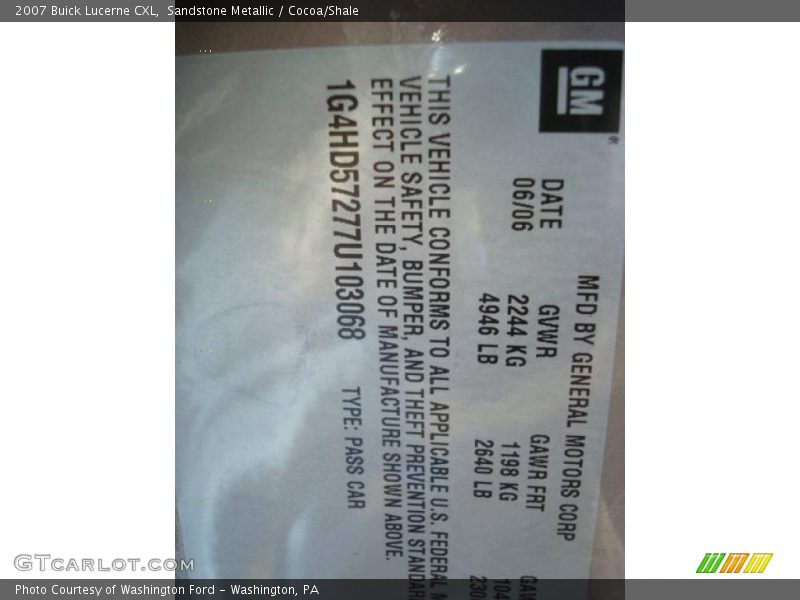 2007 Buick Lucerne CXL,  Sandstone Metallic / Cocoa/Shale
GM
®
MFD BY GENERAL MOTORS CORP
DATE GVWR GAWR FRT
06/06 2244 KG 1198 KG
4946 LB 2640 LB
THIS VEHICLE CONFORMS TO ALL APPLICABLE U.S. FEDERAL
VEHICLE SAFETY, BUMPER, AND THEFT PREVENTION
EFFECT ON THE DATE OF MANUFACTURE SHOWN ABOVE.
1G4HD57277U103068 TYPE: PASS CAR
GTCarlot.com
Photo Courtesy of Washington Ford - Washington, PA